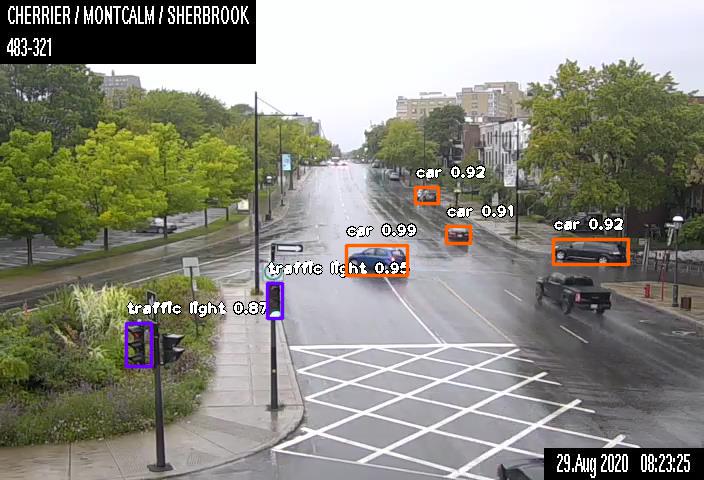 CHERRIER / MONTCALM / SHERBROOK
483-321
car 0.92
car 0.91
car 0.92
car 0.99
traffic light 0.95
traffic light 0.87
29.Aug 2020 08:23:25